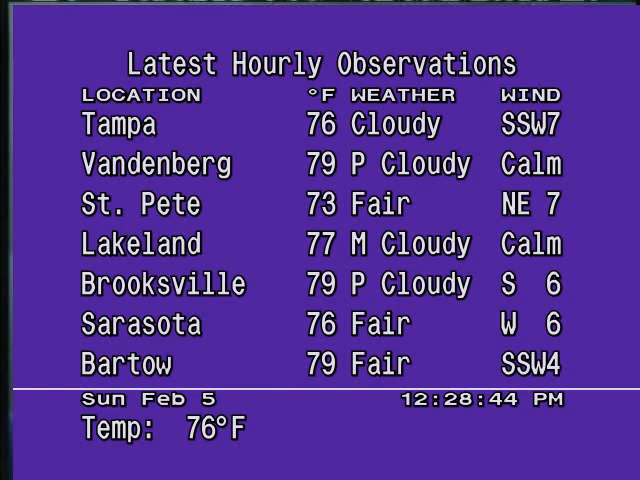 Latest Hourly Observations
LOCATION °F WEATHER WIND
Tampa 76 Cloudy SSW7
Vandenberg 79 P Cloudy Calm
St. Pete 73 Fair NE 7
Lakeland 77 M Cloudy Calm
Brooksville 79 P Cloudy S 6
Sarasota 76 Fair W 6
Bartow 79 Fair SSW4
Sun Feb 5 12:28:44 PM
Temp: 76°F